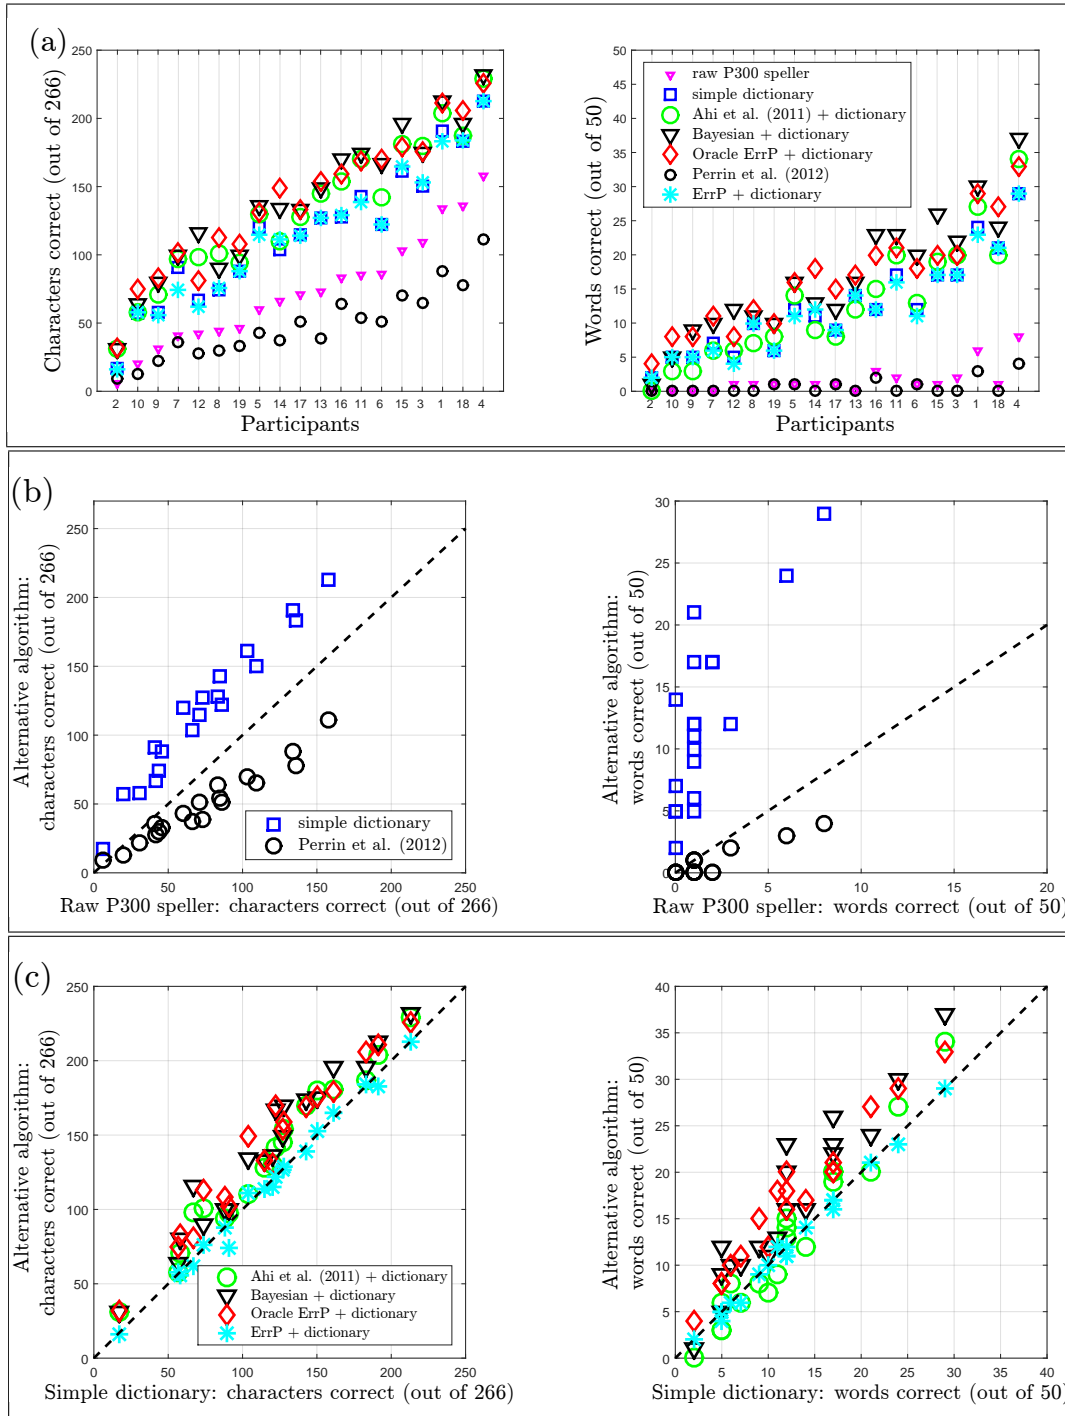 (a)
Characters correct (out of 266)
250
200
150
100
50
0
2 10 9 7 12 8 19 5 14 17 13 16 11 6 15 3 1 18 4
Participants
Words correct (out of 50)
50
45
40
35
30
25
20
15
10
5
0
raw P300 speller
simple dictionary
Ahi et al. (2011) + dictionary
Bayesian + dictionary
Oracle ErrP + dictionary
Perrin et al. (2012)
ErrP + dictionary
2 10 9 7 12 8 19 5 14 17 13 16 11 6 15 3 1 18 4
Participants
(b)
Alternative algorithm:
characters correct (out of 266)
250
200
150
100
50
0
simple dictionary
Perrin et al. (2012)
0 50 100 150 200 250
Raw P300 speller: characters correct (out of 266)
Alternative algorithm:
words correct (out of 50)
30
25
20
15
10
5
0
0 5 10 15 20
Raw P300 speller: words correct (out of 50)
(c)
Alternative algorithm:
characters correct (out of 266)
250
200
150
100
50
0
Ahi et al. (2011) + dictionary
Bayesian + dictionary
Oracle ErrP + dictionary
ErrP + dictionary
0 50 100 150 200 250
Simple dictionary: characters correct (out of 266)
Alternative algorithm:
words correct (out of 50)
40
35
30
25
20
15
10
5
0
0 5 10 15 20 25 30 35 40
Simple dictionary: words correct (out of 50)